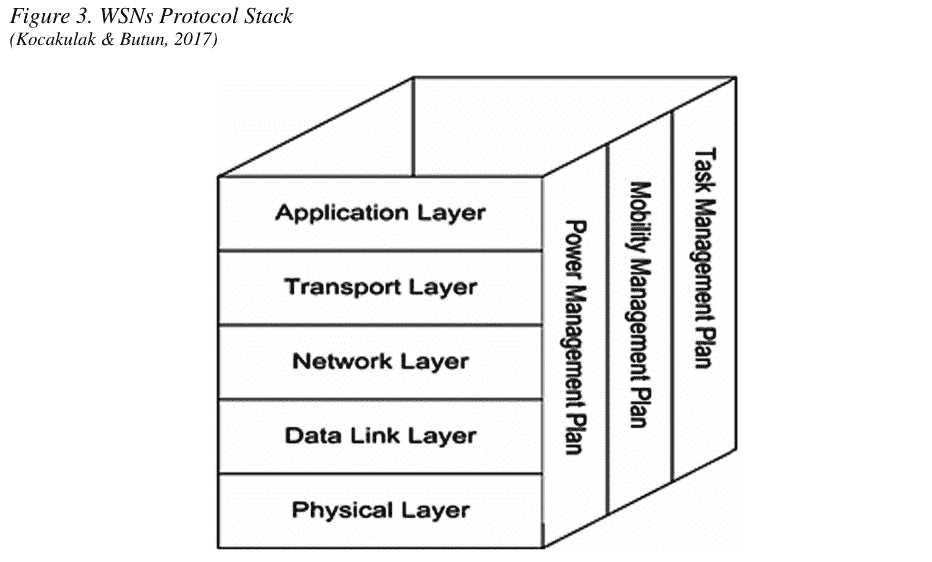 Figure 3. WSNs Protocol Stack
(Kocakulak & Butun, 2017)
Application Layer
Transport Layer
Network Layer
Data Link Layer
Physical Layer
Power Management Plan
Mobility Management Plan
Task Management Plan